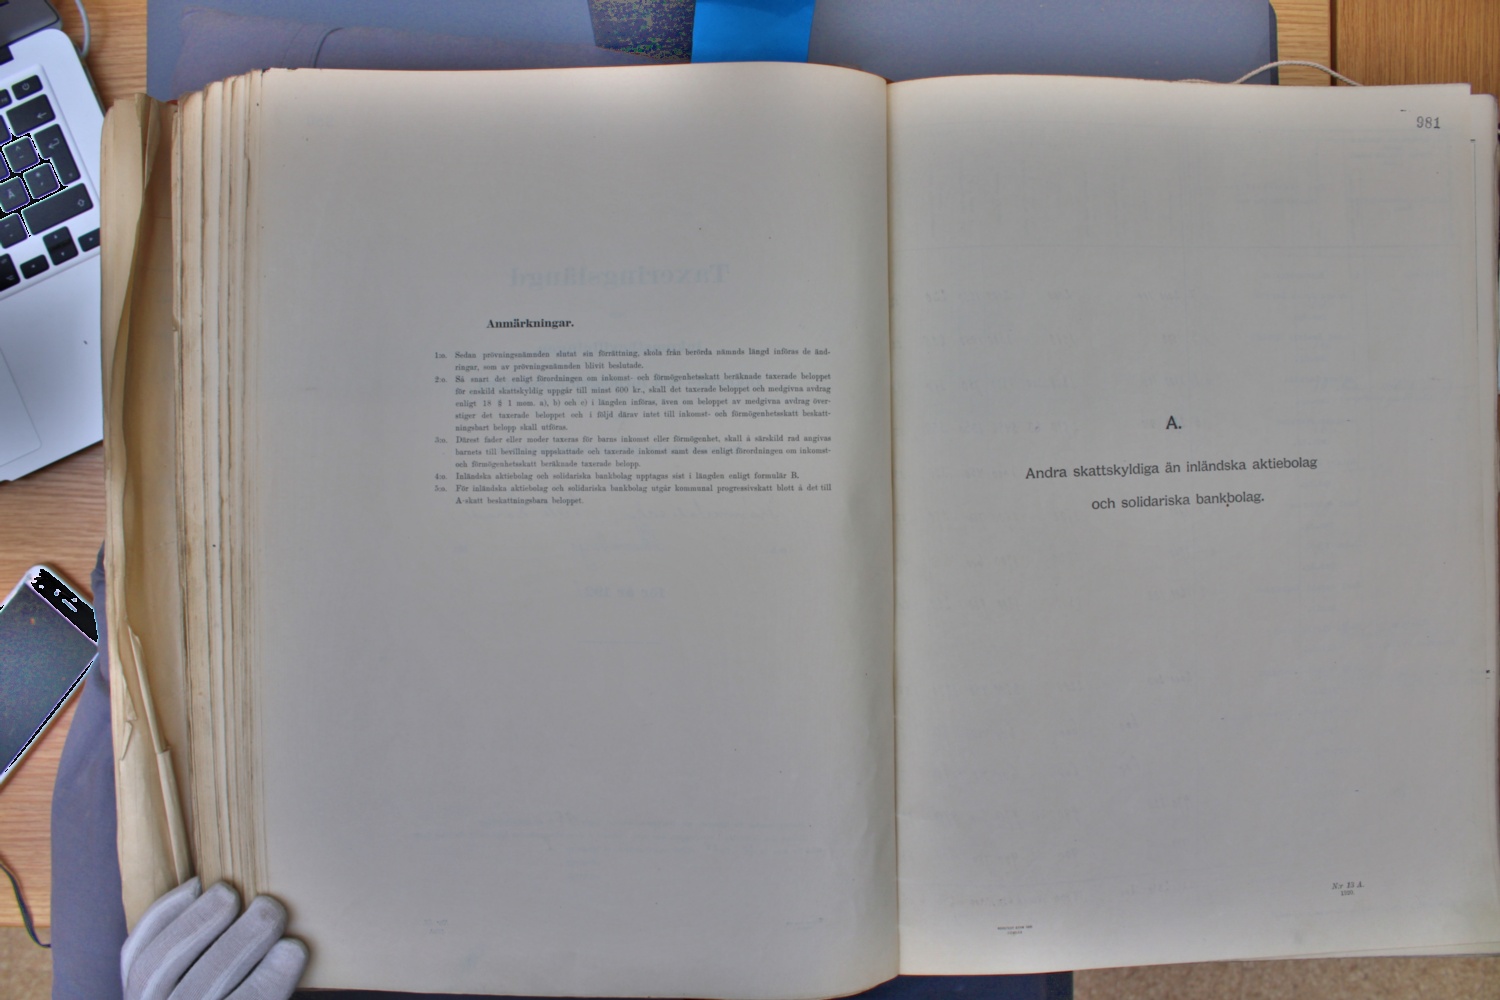 Anmärkningar.
1:o. Sedan prövningsnämnden slutat sin förrättning, skola från berörda nämnds längd införas de änd-
ringar, som av prövningsnämnden blivit beslutade.
2:o. Så snart det enligt förordningen om inkomst- och förmögenhetsskatt beräknade taxerade beloppet
för enskild skattskyldig uppgår till minst 600 kr., skall det taxerade beloppet och medgivna avdrag
enligt 18 § 1 mom. a), b) och c) i längden införas, även om beloppet av medgivna avdrag över-
stiger det taxerade beloppet och i följd därav intet till inkomst- och förmögenhetsskatt beskatt-
ningsbart belopp skall utföras.
3:o. Därest fader eller moder taxeras för barns inkomst eller förmögenhet, skall å särskild rad angivas
barnets till bevillning uppskattade och taxerade inkomst samt dess enligt förordningen om inkomst-
och förmögenhetsskatt beräknade taxerade belopp.
4:o. Inländska aktiebolag och solidariska bankbolag upptagas sist i längden enligt formulär B.
5:o. För inländska aktiebolag och solidariska bankbolag utgår kommunal progressivskatt blott å det till
A-skatt beskattningsbara beloppet.
981
A.
Andra skattskyldiga än inländska aktiebolag
och solidariska bankbolag.
N:r 13 A.